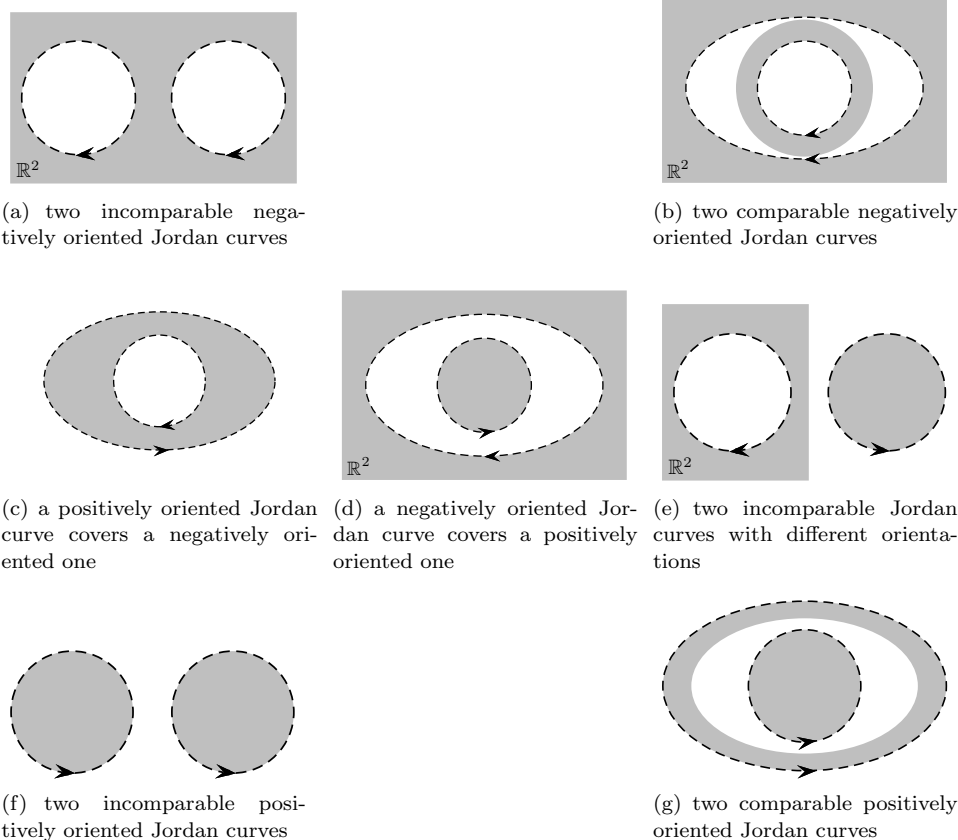 ℝ²
(a) two incomparable nega-
tively oriented Jordan curves
ℝ²
(b) two comparable negatively
oriented Jordan curves
(c) a positively oriented Jordan
curve covers a negatively ori-
ented one
ℝ²
(d) a negatively oriented Jor-
dan curve covers a positively
oriented one
ℝ²
(e) two incomparable Jordan
curves with different orienta-
tions
(f) two incomparable posi-
tively oriented Jordan curves
(g) two comparable positively
oriented Jordan curves